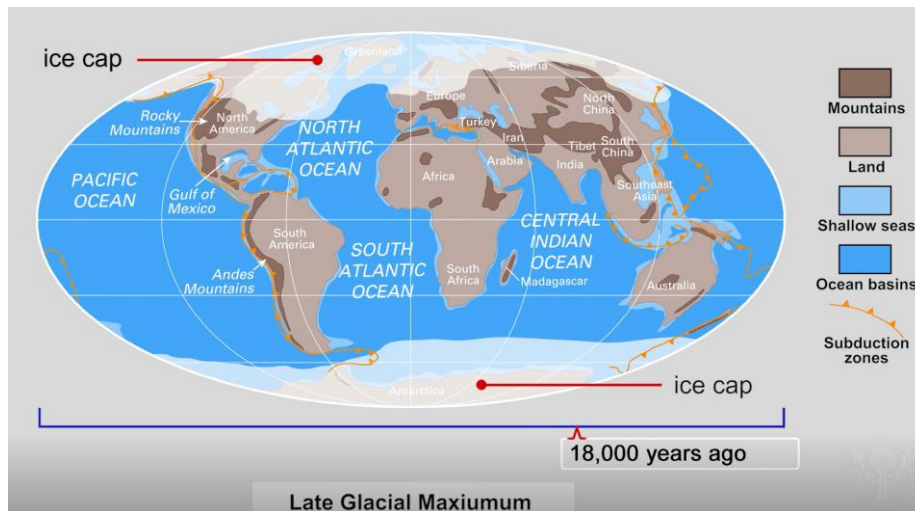 ice cap
Greenland
Siberia
Rocky
Mountains
North
America
NORTH
ATLANTIC
OCEAN
Europe
Turkey
Iran
Arabia
North
China
Tibet
South
China
India
Southeast
Asia
PACIFIC
OCEAN
Gulf of
Mexico
Africa
CENTRAL
INDIAN
OCEAN
South
America
SOUTH
ATLANTIC
OCEAN
Andes
Mountains
South
Africa
Madagascar
Australia
Antarctica
ice cap
Mountains
Land
Shallow seas
Ocean basins
Subduction
zones
18,000 years ago
Late Glacial Maxiumum